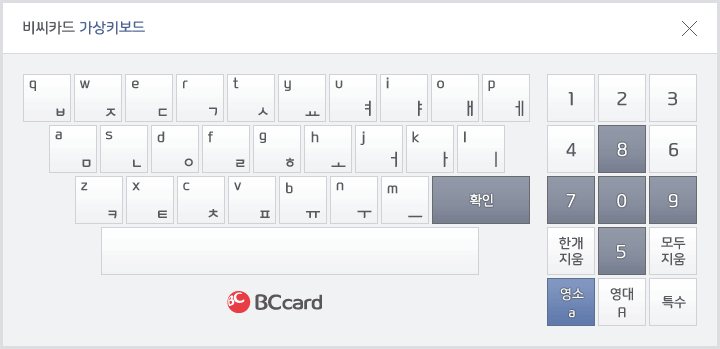 비씨카드 가상키보드
q w e r t y u i o p
ㅂ ㅈ ㄷ ㄱ ㅅ ㅛ ㅕ ㅑ ㅐ ㅔ
1 2 3
a s d f g h j k l
ㅁ ㄴ ㅇ ㄹ ㅎ ㅗ ㅓ ㅏ ㅣ
4 8 6
z x c v b n m
ㅋ ㅌ ㅊ ㅍ ㅠ ㅜ ㅡ
확인
7 0 9
한개
지움
5
모두
지움
BC BCcard
영소
a
영대
A
특수